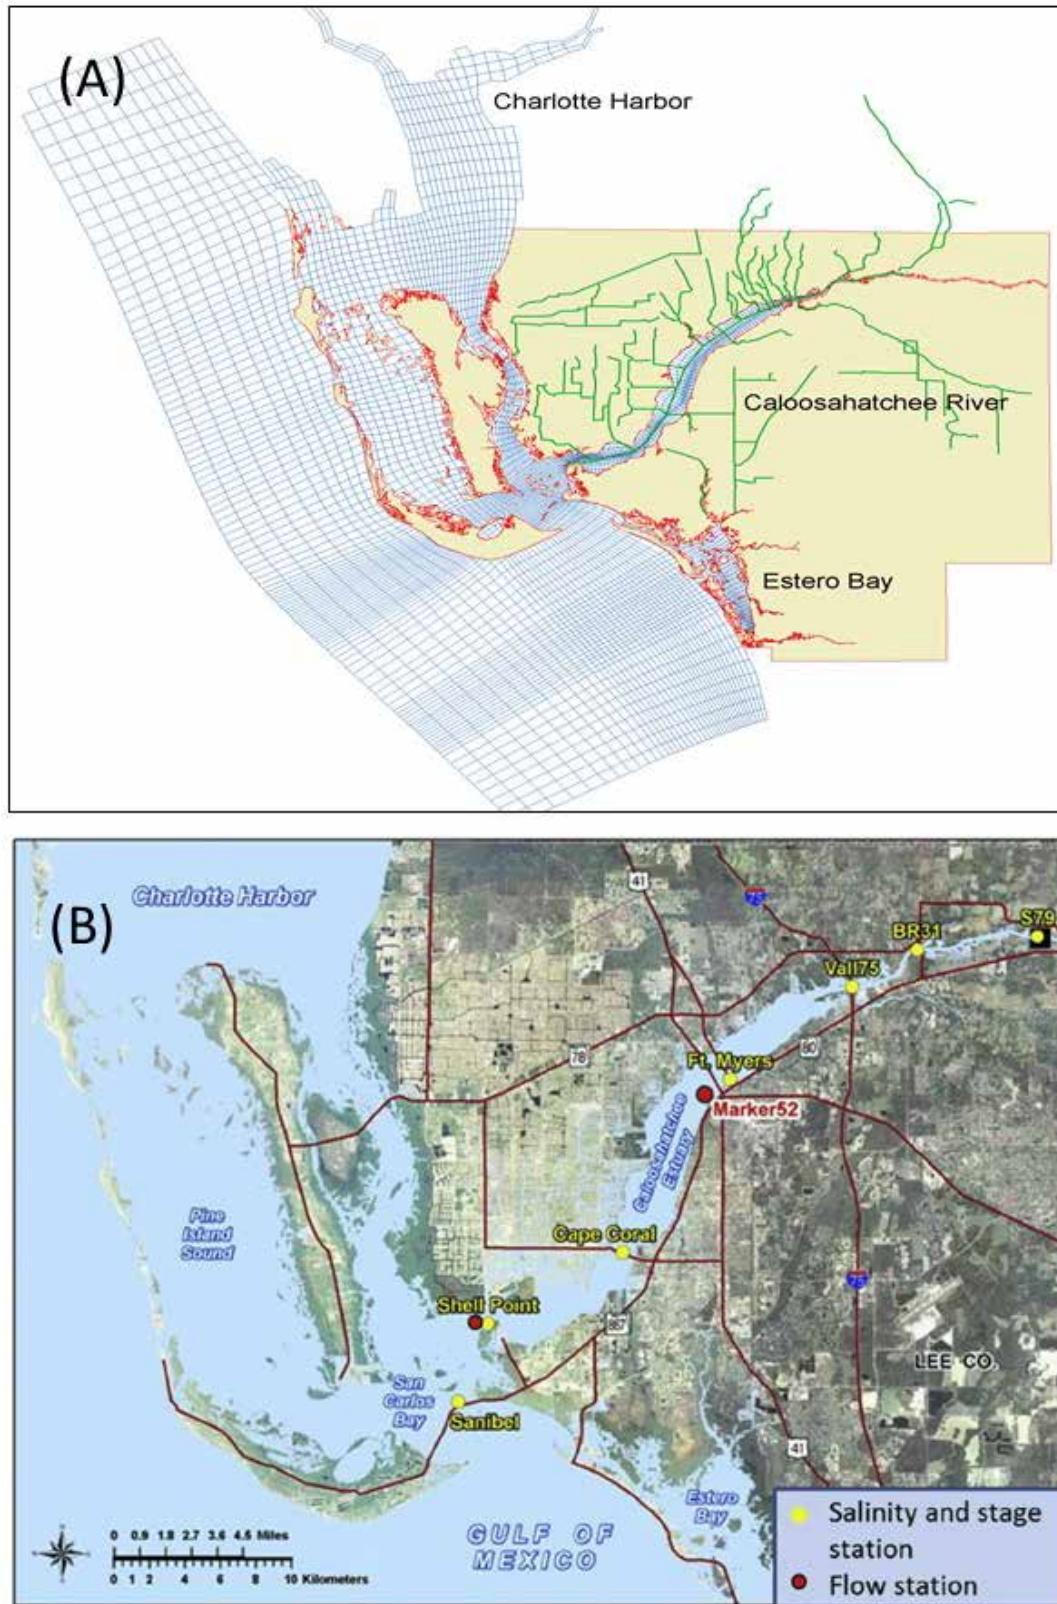 (A)
Charlotte Harbor
Caloosahatchee River
Estero Bay
(B)
Charlotte Harbor
41
75
S79
BR31
Vall75
78
80
Ft. Myers
Marker52
Caloosahatchee
Estuary
Pine
Island
Sound
Cape Coral
75
Shell Point
867
LEE CO.
San
Carlos
Bay
Sanibel
41
Estero
Bay
GULF OF
MEXICO
0 0.9 1.8 2.7 3.6 4.5 Miles
0 1 2 4 6 8 10 Kilometers
Salinity and stage
station
Flow station